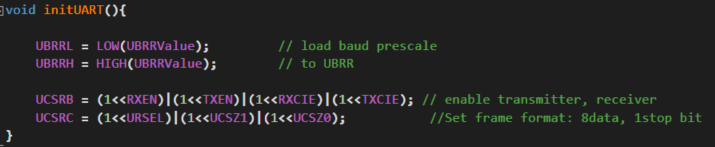 void initUART(){
UBRRL = LOW(UBRRValue); // load baud prescale
UBRRH = HIGH(UBRRValue); // to UBRR
UCSRB = (1<<RXEN)|(1<<TXEN)|(1<<RXCIE)|(1<<TXCIE); // enable transmitter, receiver
UCSRC = (1<<URSEL)|(1<<UCSZ1)|(1<<UCSZ0); //Set frame format: 8data, 1stop bit
}